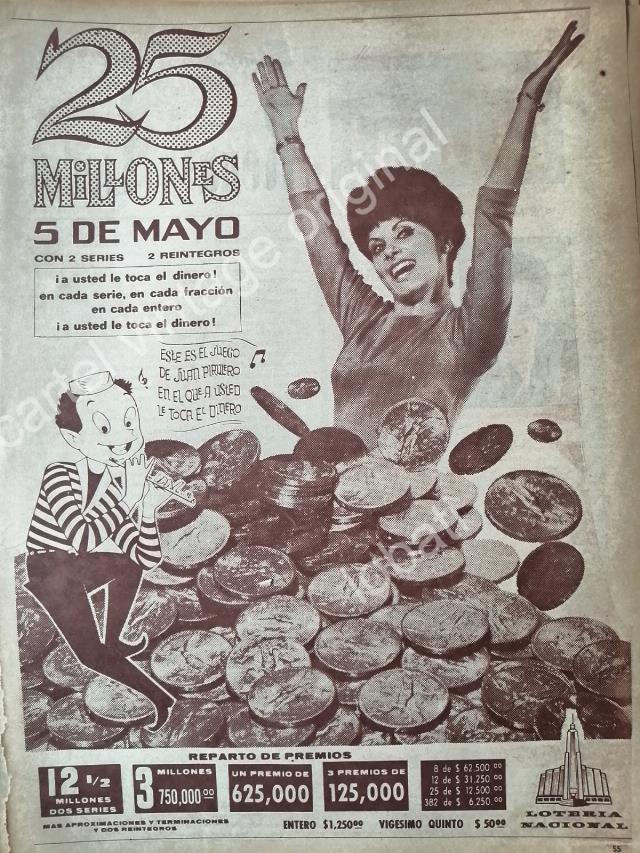 25
MiLLONES
5 DE MAYO
CON 2 SERIES 2 REINTEGROS
¡a usted le toca el dinero!
en cada serie, en cada fracción
en cada entero
¡a usted le toca el dinero!
ESTE ES EL JUEGO
DE JUAN PIRULERO
EN EL QUE A USTED
LE TOCA EL DINERO
cartel vintage original
lobatt
REPARTO DE PREMIOS
12 1/2
MILLONES
DOS SERIES
3 MILLONES
750,000.00
UN PREMIO DE
625,000
3 PREMIOS DE
125,000
8 de $ 62,500.00
12 de $ 31,250.00
25 de $ 12,500.00
382 de $ 6,250.00
MAS APROXIMACIONES Y TERMINACIONES
Y DOS REINTEGROS
ENTERO $1,250.00 VIGESIMO QUINTO $ 50.00
LOTERIA
NACIONAL
55